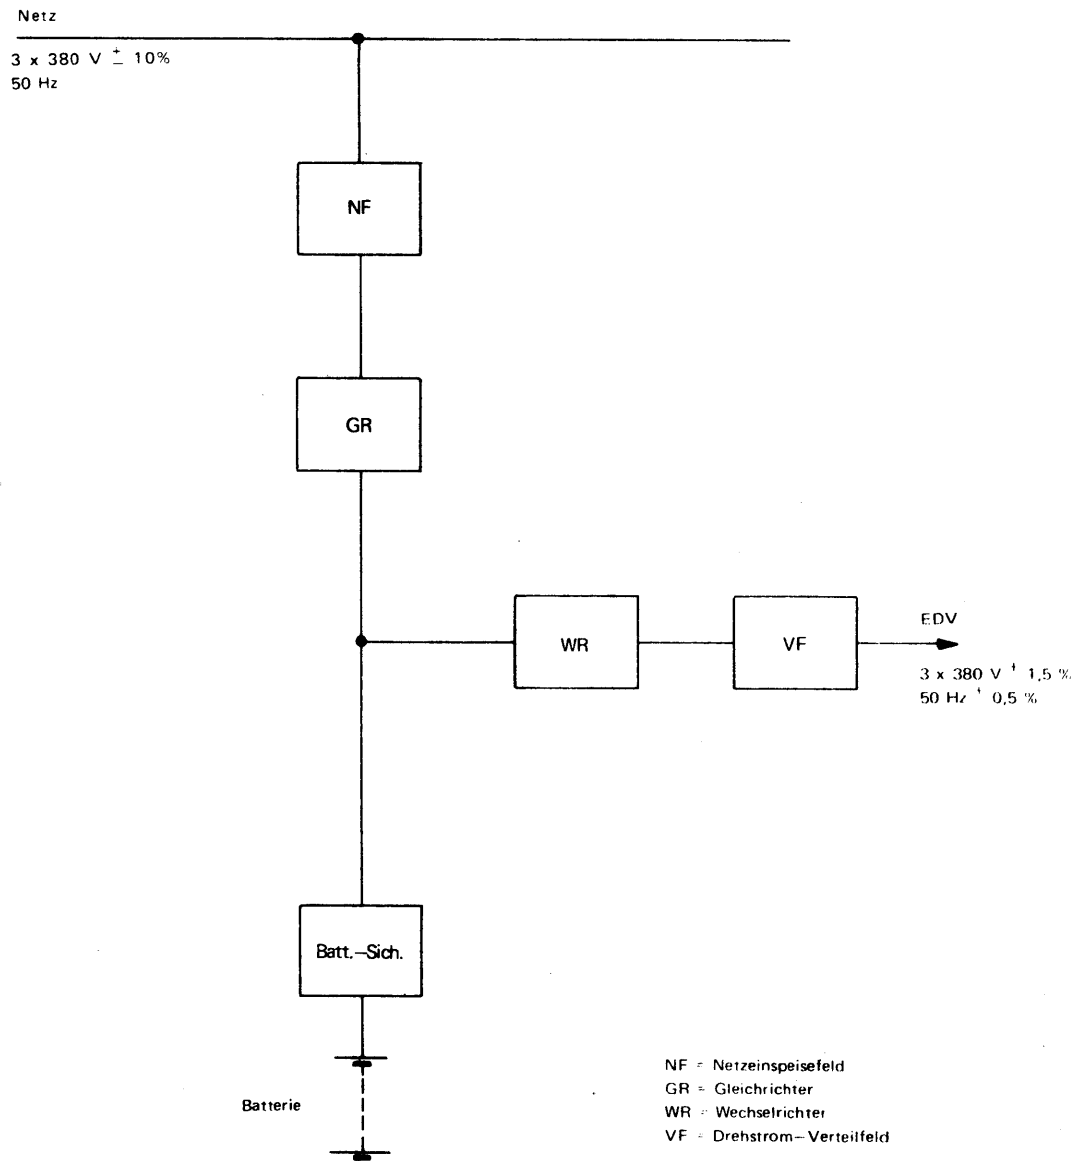 Netz
3 x 380 V ± 10%
50 Hz
NF
GR
WR
VF
EDV
3 x 380 V ± 1,5 %
50 Hz ± 0,5 %
Batt.-Sich.
Batterie
NF = Netzeinspeisefeld
GR = Gleichrichter
WR = Wechselrichter
VF = Drehstrom-Verteilfeld